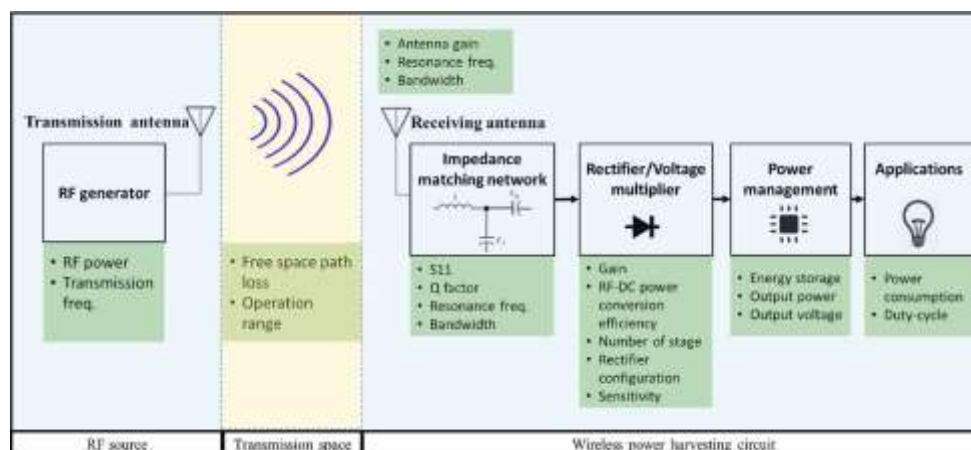 • Antenna gain
• Resonance freq.
• Bandwidth
Transmission antenna
Receiving antenna
RF generator
Impedance
matching network
Rectifier/Voltage
multiplier
Power
management
Applications
• RF power
• Transmission
freq.
• Free space path
loss
• Operation
range
• S11
• Q factor
• Resonance freq.
• Bandwidth
• Gain
• RF-DC power
conversion
efficiency
• Number of stage
• Rectifier
configuration
• Sensitivity
• Energy storage
• Output power
• Output voltage
• Power
consumption
• Duty-cycle
RF source
Transmission space
Wireless power harvesting circuit